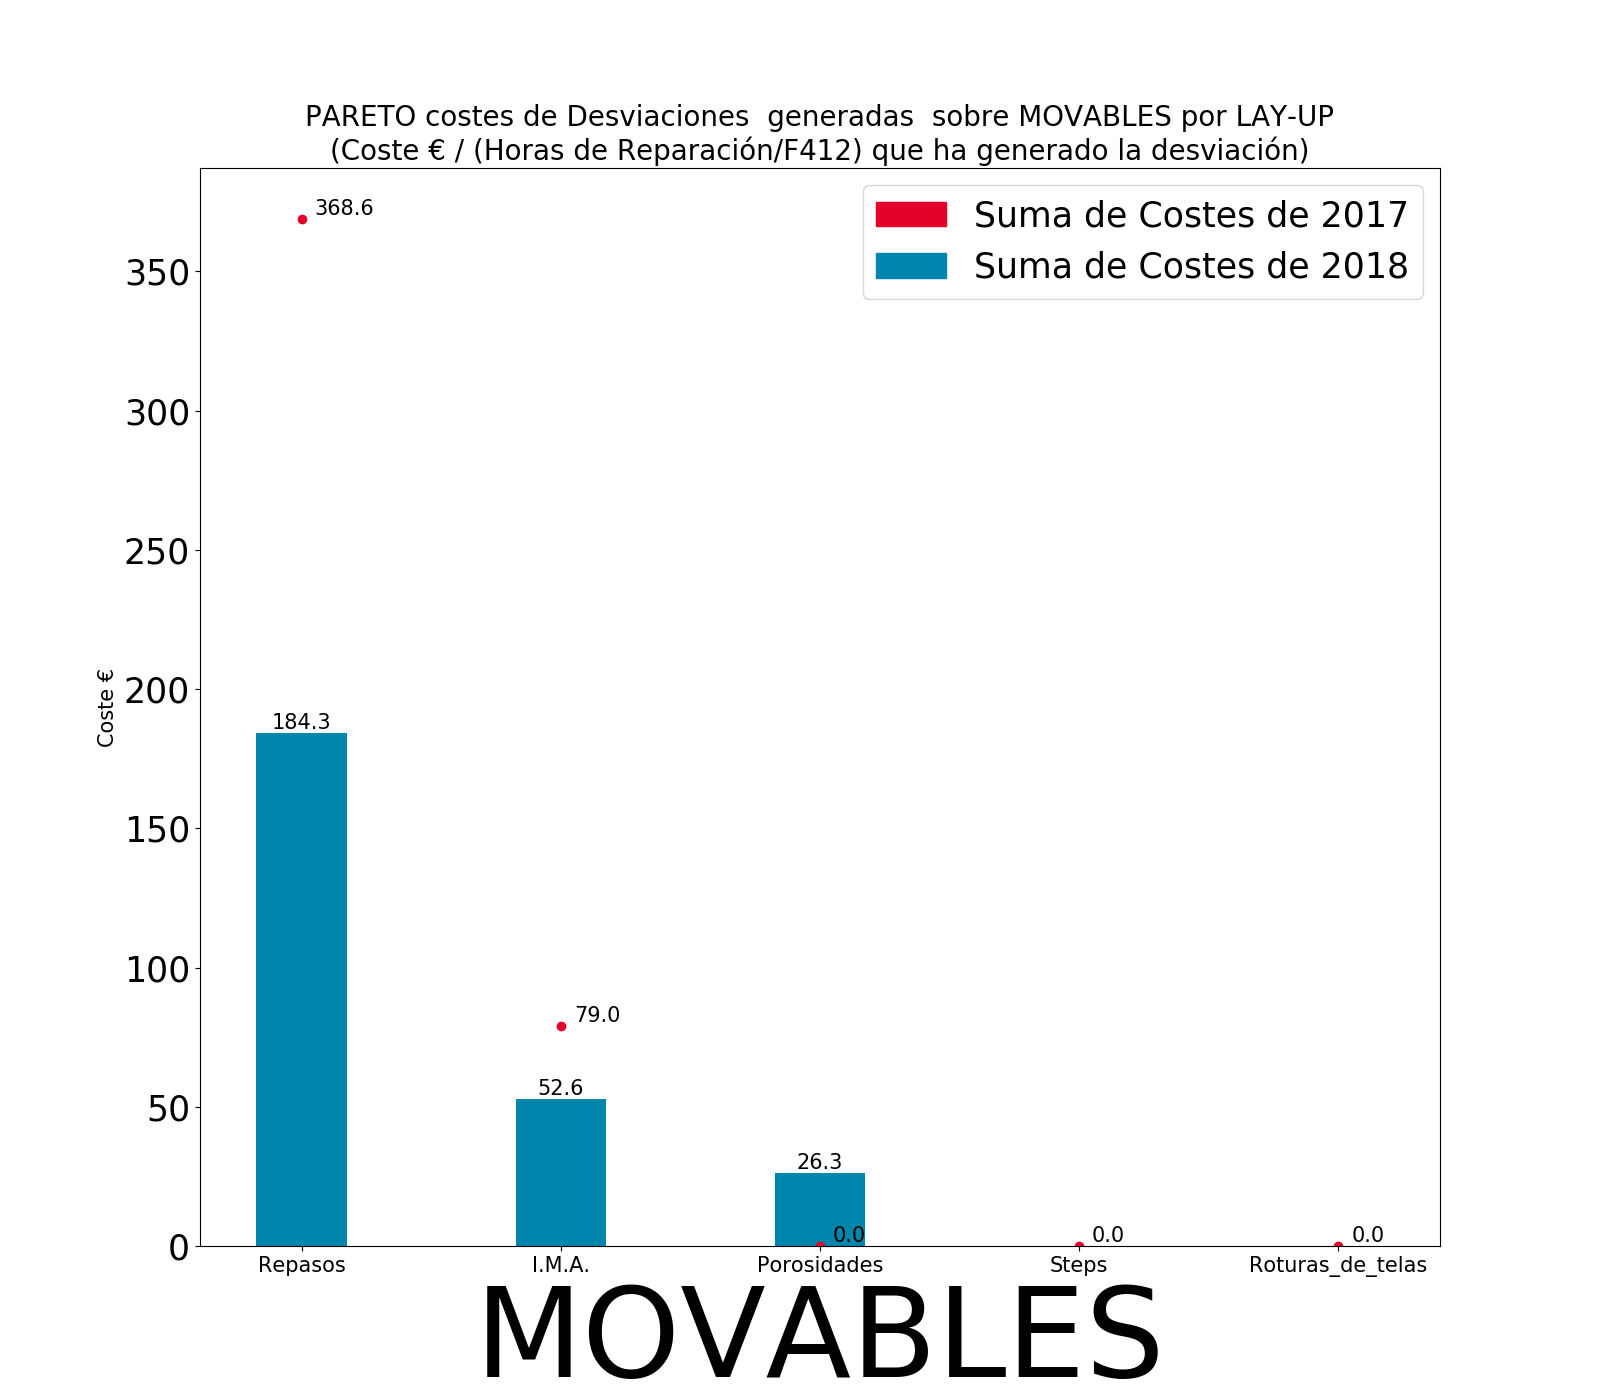 PARETO costes de Desviaciones  generadas  sobre MOVABLES por LAY-UP
(Coste € / (Horas de Reparación/F412) que ha generado la desviación)
Suma de Costes de 2017
Suma de Costes de 2018
Coste €
350
300
250
200
150
100
50
0
368.6
184.3
79.0
52.6
26.3
0.0
0.0
0.0
Repasos
I.M.A.
Porosidades
Steps
Roturas_de_telas
MOVABLES